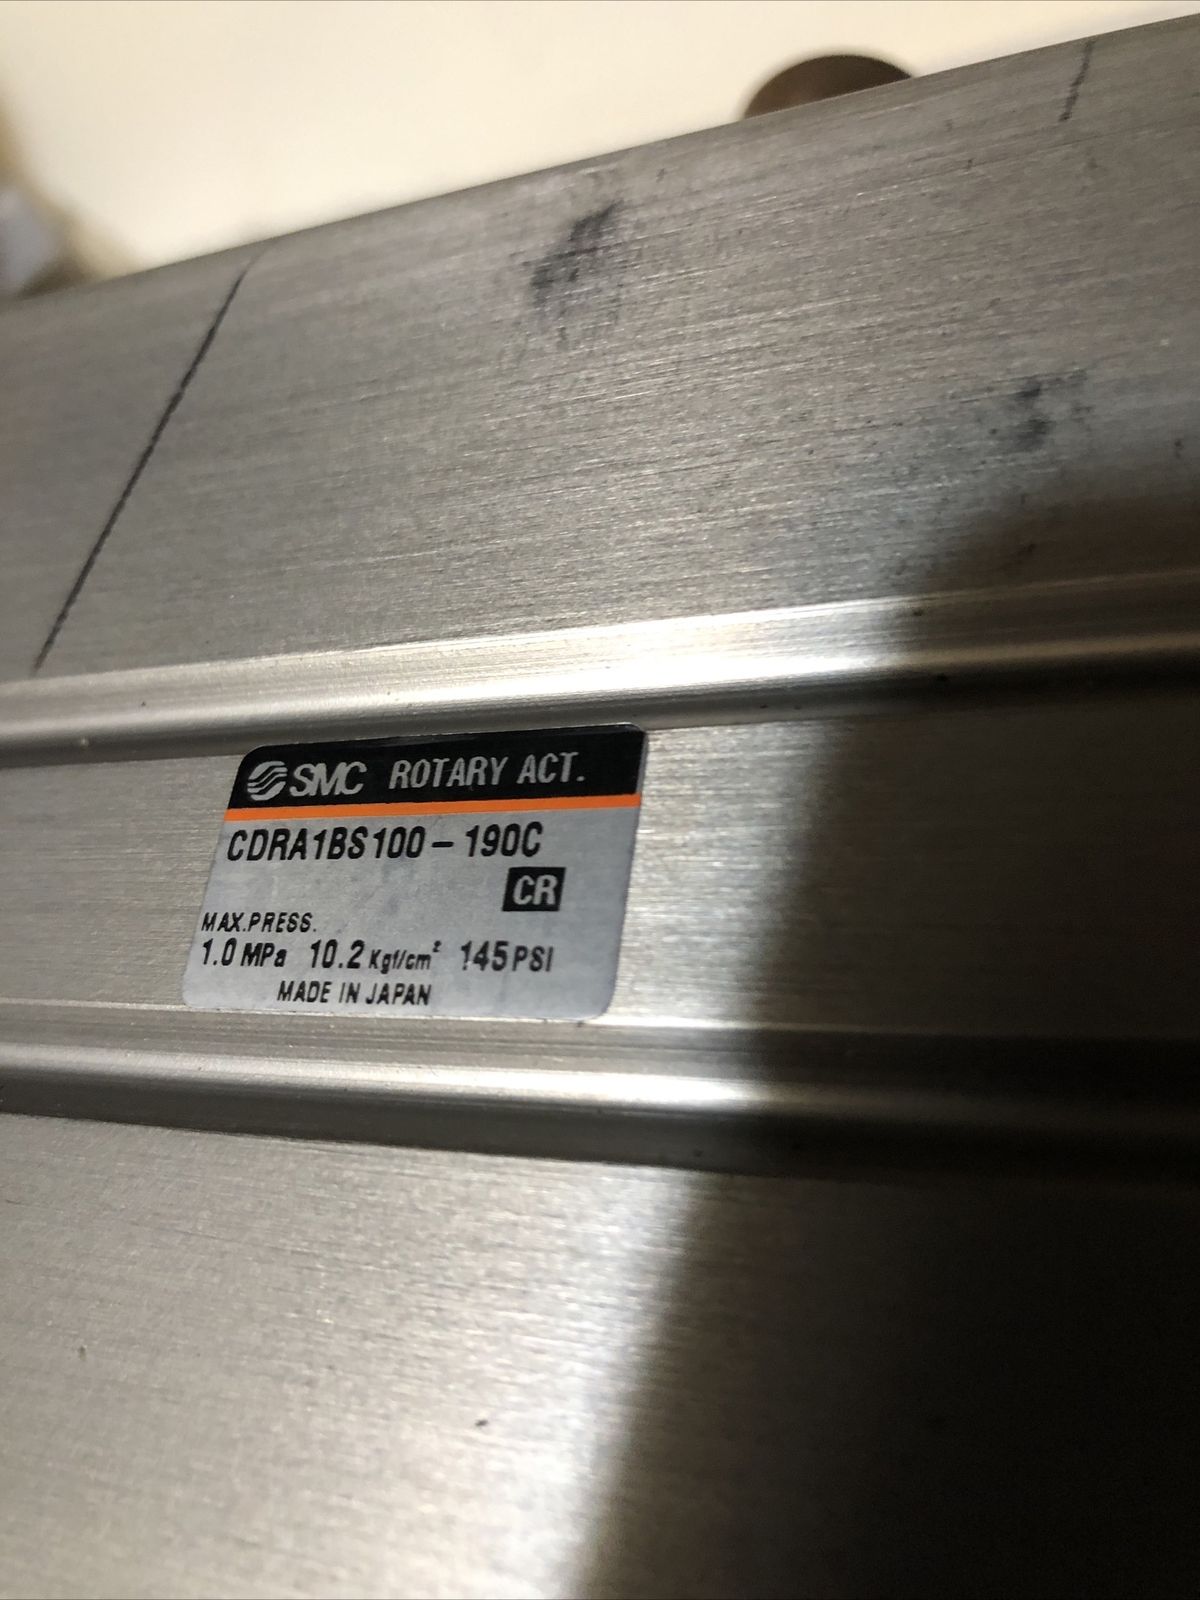 SMC ROTARY ACT.
CDRA1BS100-190C
CR
MAX.PRESS.
1.0 MPa 10.2 Kgf/cm² 145 PSI
MADE IN JAPAN